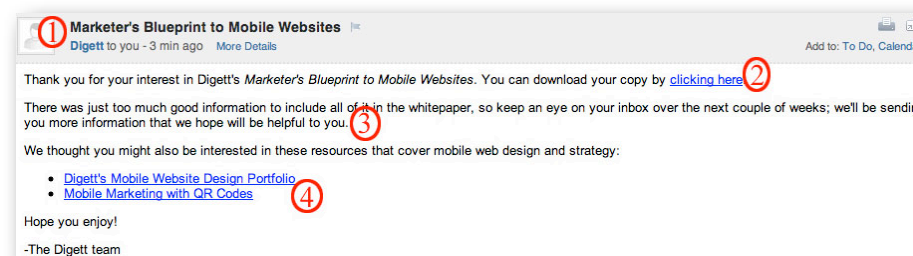 1 Marketer's Blueprint to Mobile Websites
Digett to you - 3 min ago More Details Add to: To Do, Calend
Thank you for your interest in Digett's Marketer's Blueprint to Mobile Websites. You can download your copy by clicking here 2
There was just too much good information to include all of it in the whitepaper, so keep an eye on your inbox over the next couple of weeks; we'll be sendin
you more information that we hope will be helpful to you. 3
We thought you might also be interested in these resources that cover mobile web design and strategy:
• Digett's Mobile Website Design Portfolio
• Mobile Marketing with QR Codes 4
Hope you enjoy!
-The Digett team